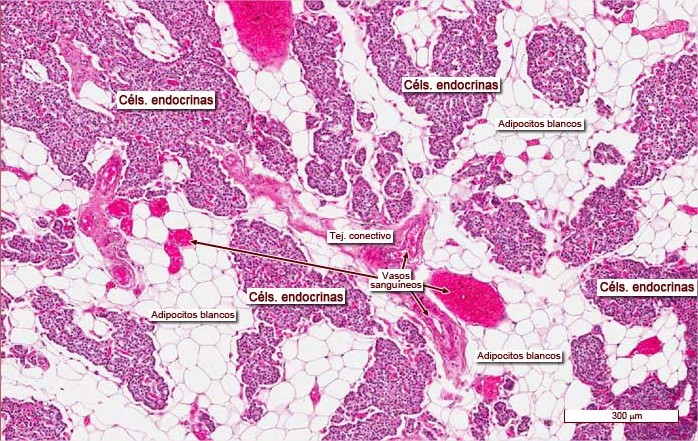 Céls. endocrinas
Céls. endocrinas
Adipocitos blancos
Tej. conectivo
Vasos
sanguíneos
Céls. endocrinas
Céls. endocrinas
Adipocitos blancos
Adipocitos blancos
300 µm